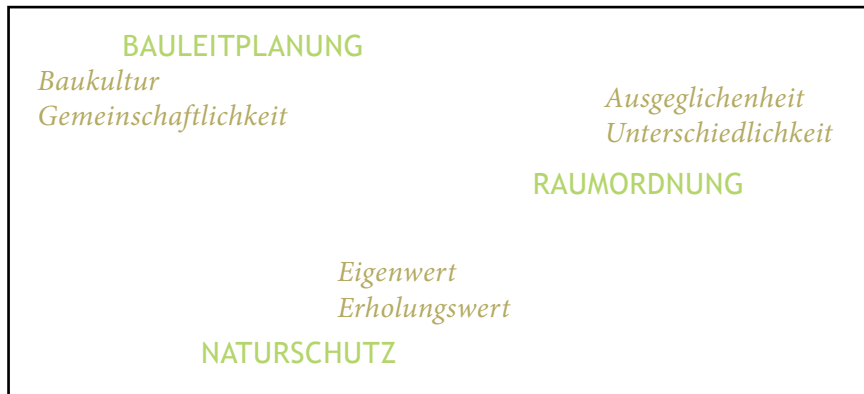 BAULEITPLANUNG
Baukultur
Gemeinschaftlichkeit
Ausgeglichenheit
Unterschiedlichkeit
RAUMORDNUNG
Eigenwert
Erholungswert
NATURSCHUTZ